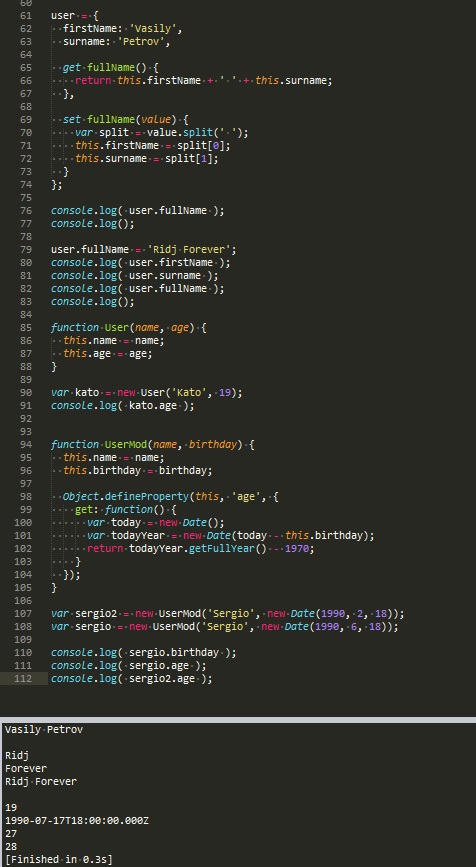 60
61 user = {
62   firstName: 'Vasily',
63   surname: 'Petrov',
64
65   get fullName() {
66     return this.firstName + ' ' + this.surname;
67   },
68
69   set fullName(value) {
70     var split = value.split(' ');
71     this.firstName = split[0];
72     this.surname = split[1];
73   }
74 };
75
76 console.log( user.fullName );
77 console.log();
78
79 user.fullName = 'Ridj Forever';
80 console.log( user.firstName );
81 console.log( user.surname );
82 console.log( user.fullName );
83 console.log();
84
85 function User(name, age) {
86   this.name = name;
87   this.age = age;
88 }
89
90 var kato = new User('Kato', 19);
91 console.log( kato.age );
92
93
94 function UserMod(name, birthday) {
95   this.name = name;
96   this.birthday = birthday;
97
98   Object.defineProperty(this, 'age', {
99     get: function() {
100       var today = new Date();
101       var todayYear = new Date(today - this.birthday);
102       return todayYear.getFullYear() - 1970;
103     }
104   });
105 }
106
107 var sergio2 = new UserMod('Sergio', new Date(1990, 2, 18));
108 var sergio = new UserMod('Sergio', new Date(1990, 6, 18));
109
110 console.log( sergio.birthday );
111 console.log( sergio.age );
112 console.log( sergio2.age );
Vasily Petrov

Ridj
Forever
Ridj Forever

19
1990-07-17T18:00:00.000Z
27
28
[Finished in 0.3s]